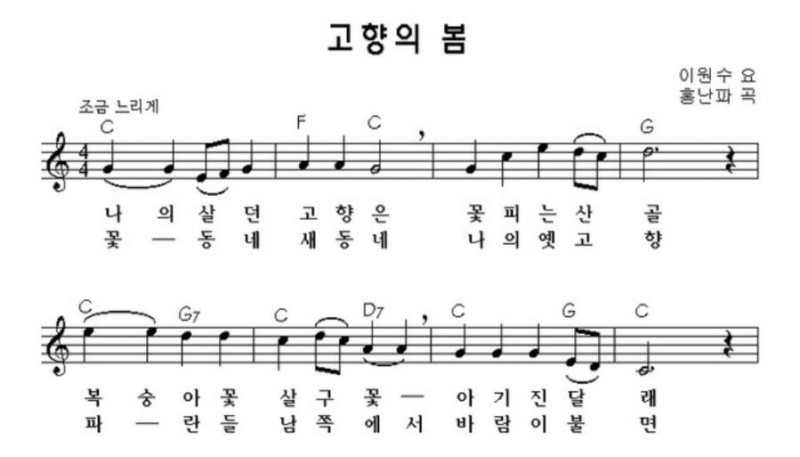 고향의 봄
이원수 요
홍난파 곡
조금 느리게
C F C G
4
4
나 의 살 던 고 향 은 꽃 피 는 산 골
꽃 — 동 네 새 동 네 나 의 옛 고 향
C G7 C D7 C G C
복 숭 아 꽃 살 구 꽃 — 아 기 진 달 래
파 — 란 들 남 쪽 에 서 바 람 이 불 면